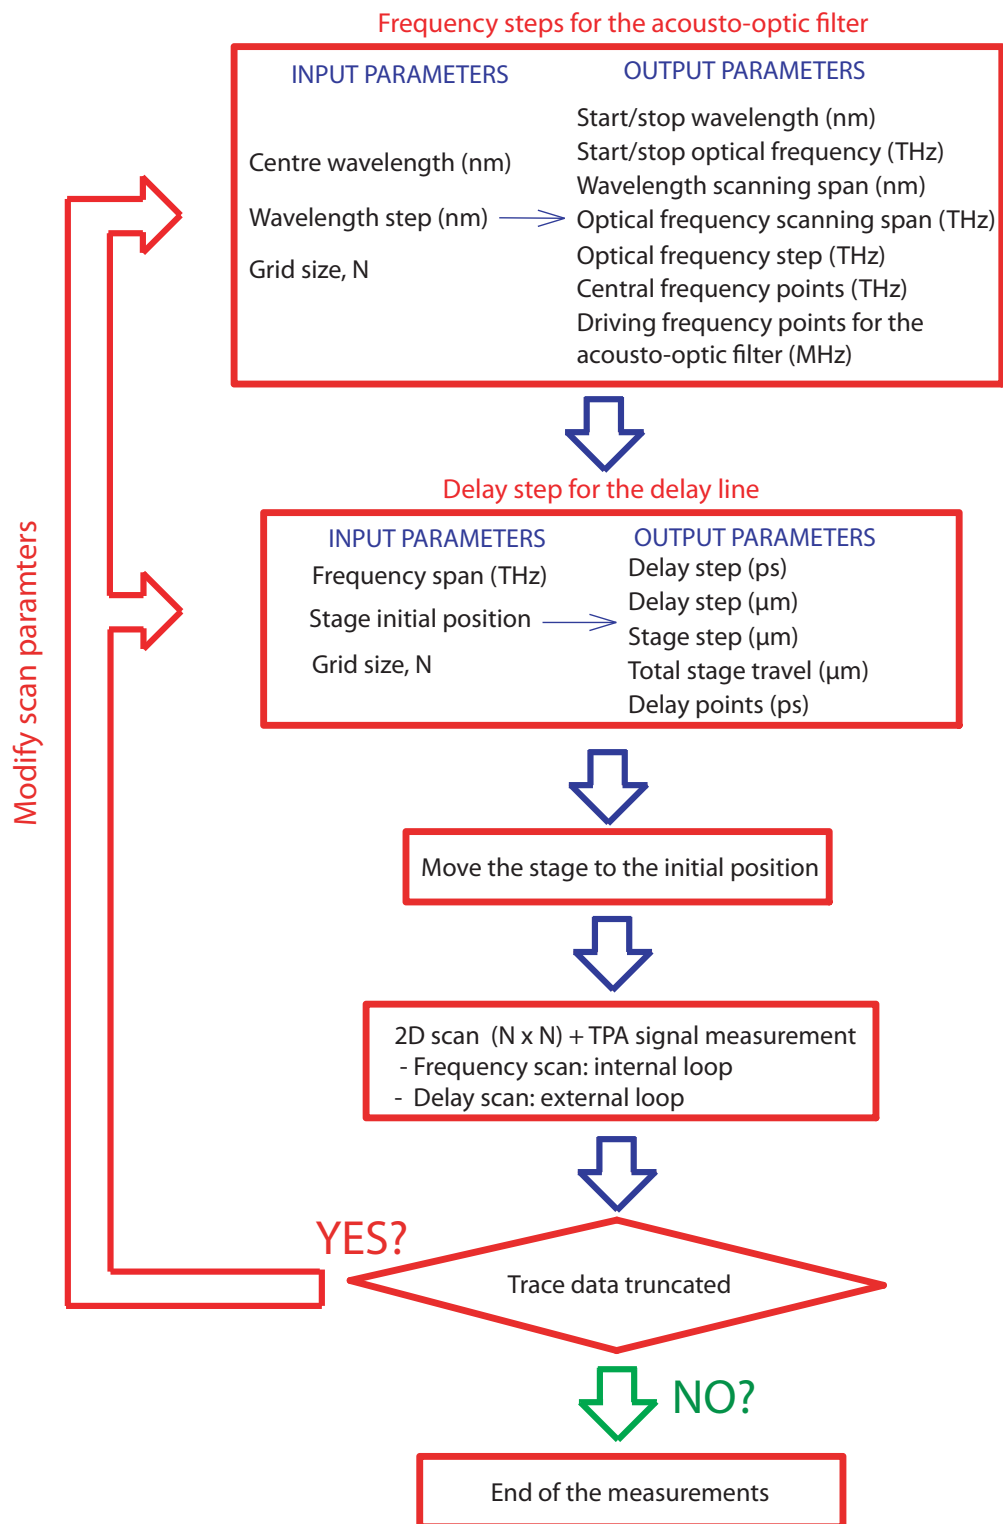 Frequency steps for the acousto-optic filter
INPUT PARAMETERS
OUTPUT PARAMETERS
Centre wavelength (nm)
Wavelength step (nm)
Grid size, N
Start/stop wavelength (nm)
Start/stop optical frequency (THz)
Wavelength scanning span (nm)
Optical frequency scanning span (THz)
Optical frequency step (THz)
Central frequency points (THz)
Driving frequency points for the
acousto-optic filter (MHz)
Delay step for the delay line
INPUT PARAMETERS
OUTPUT PARAMETERS
Frequency span (THz)
Stage initial position
Grid size, N
Delay step (ps)
Delay step (µm)
Stage step (µm)
Total stage travel (µm)
Delay points (ps)
Modify scan paramters
Move the stage to the initial position
2D scan (N x N) + TPA signal measurement
- Frequency scan: internal loop
- Delay scan: external loop
YES?
Trace data truncated
NO?
End of the measurements